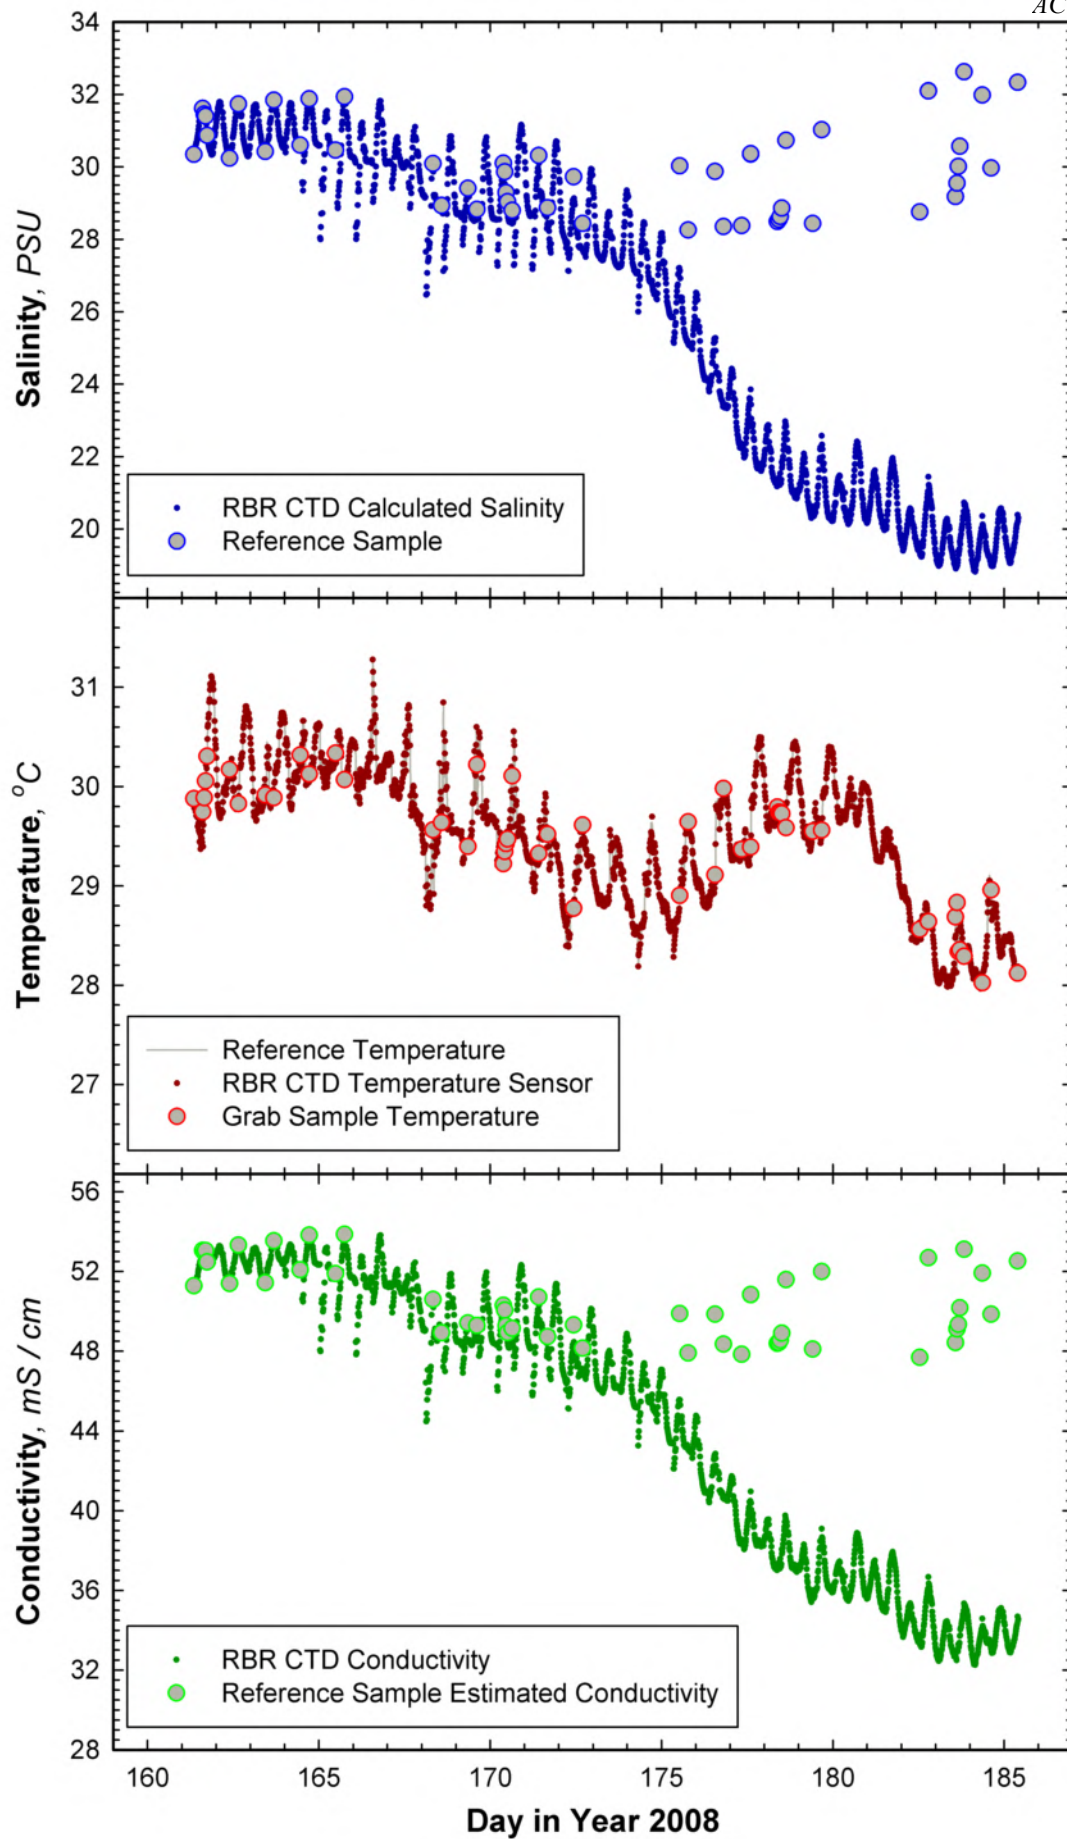 AC
34
32
30
28
26
24
22
20
Salinity, PSU
RBR CTD Calculated Salinity
Reference Sample
31
30
29
28
27
Temperature, °C
Reference Temperature
RBR CTD Temperature Sensor
Grab Sample Temperature
56
52
48
44
40
36
32
28
Conductivity, mS / cm
RBR CTD Conductivity
Reference Sample Estimated Conductivity
160 165 170 175 180 185
Day in Year 2008